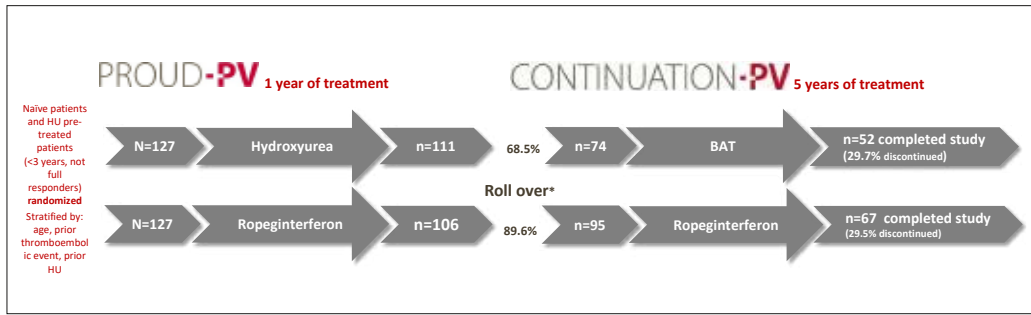 PROUD-PV 1 year of treatment
CONTINUATION-PV 5 years of treatment
Naïve patients
and HU pre-
treated
patients
(<3 years, not
full
responders)
randomized
Stratified by:
age, prior
thromboembol
ic event, prior
HU
N=127
Hydroxyurea
n=111
68.5%
n=74
BAT
n=52 completed study
(29.7% discontinued)
Roll over*
N=127
Ropeginterferon
n=106
89.6%
n=95
Ropeginterferon
n=67 completed study
(29.5% discontinued)